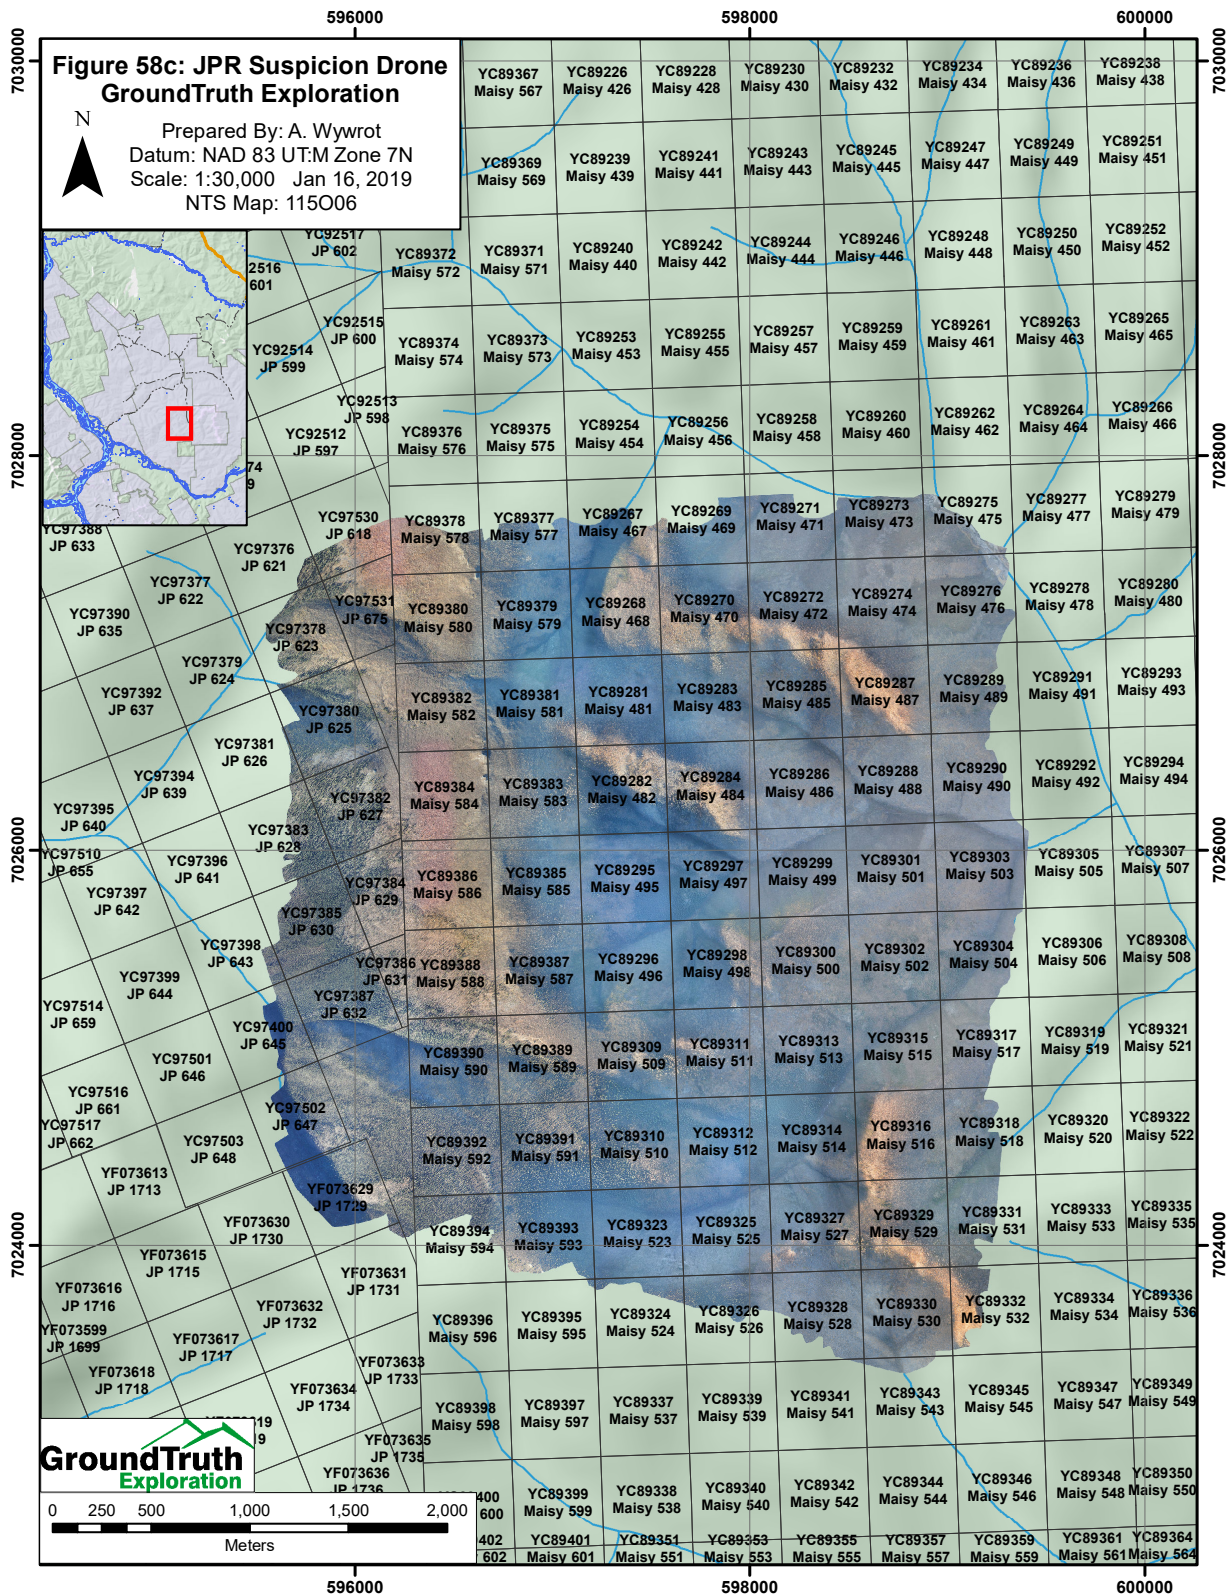 596000
598000
600000
7030000
7030000
Figure 58c: JPR Suspicion Drone
GroundTruth Exploration
N
Prepared By: A. Wywrot
Datum: NAD 83 UT:M Zone 7N
Scale: 1:30,000 Jan 16, 2019
NTS Map: 115O06
YC89367
Maisy 567
YC89226
Maisy 426
YC89228
Maisy 428
YC89230
Maisy 430
YC89232
Maisy 432
YC89234
Maisy 434
YC89236
Maisy 436
YC89238
Maisy 438
YC89369
Maisy 569
YC89239
Maisy 439
YC89241
Maisy 441
YC89243
Maisy 443
YC89245
Maisy 445
YC89247
Maisy 447
YC89249
Maisy 449
YC89251
Maisy 451
YC92517
JP 602
2516
601
YC89372
Maisy 572
YC89371
Maisy 571
YC89240
Maisy 440
YC89242
Maisy 442
YC89244
Maisy 444
YC89246
Maisy 446
YC89248
Maisy 448
YC89250
Maisy 450
YC89252
Maisy 452
YC92515
JP 600
YC92514
JP 599
YC89374
Maisy 574
YC89373
Maisy 573
YC89253
Maisy 453
YC89255
Maisy 455
YC89257
Maisy 457
YC89259
Maisy 459
YC89261
Maisy 461
YC89263
Maisy 463
YC89265
Maisy 465
YC92513
JP 598
YC92512
JP 597
74
9
YC89376
Maisy 576
YC89375
Maisy 575
YC89254
Maisy 454
YC89256
Maisy 456
YC89258
Maisy 458
YC89260
Maisy 460
YC89262
Maisy 462
YC89264
Maisy 464
YC89266
Maisy 466
7028000
7028000
YC97388
JP 633
YC97530
JP 618
YC97376
JP 621
YC89378
Maisy 578
YC89377
Maisy 577
YC89267
Maisy 467
YC89269
Maisy 469
YC89271
Maisy 471
YC89273
Maisy 473
YC89275
Maisy 475
YC89277
Maisy 477
YC89279
Maisy 479
YC97377
JP 622
YC97390
JP 635
YC97531
JP 675
YC97378
JP 623
YC89380
Maisy 580
YC89379
Maisy 579
YC89268
Maisy 468
YC89270
Maisy 470
YC89272
Maisy 472
YC89274
Maisy 474
YC89276
Maisy 476
YC89278
Maisy 478
YC89280
Maisy 480
YC97379
JP 624
YC97392
JP 637
YC97380
JP 625
YC89382
Maisy 582
YC89381
Maisy 581
YC89281
Maisy 481
YC89283
Maisy 483
YC89285
Maisy 485
YC89287
Maisy 487
YC89289
Maisy 489
YC89291
Maisy 491
YC89293
Maisy 493
YC97381
JP 626
YC97394
JP 639
YC97382
JP 627
YC97395
JP 640
YC97383
JP 628
YC89384
Maisy 584
YC89383
Maisy 583
YC89282
Maisy 482
YC89284
Maisy 484
YC89286
Maisy 486
YC89288
Maisy 488
YC89290
Maisy 490
YC89292
Maisy 492
YC89294
Maisy 494
7026000
7026000
YC97510
JP 655
YC97396
JP 641
YC97397
JP 642
YC97384
JP 629
YC97385
JP 630
YC89386
Maisy 586
YC89385
Maisy 585
YC89295
Maisy 495
YC89297
Maisy 497
YC89299
Maisy 499
YC89301
Maisy 501
YC89303
Maisy 503
YC89305
Maisy 505
YC89307
Maisy 507
YC97398
JP 643
YC97399
JP 644
YC97386
JP 631
YC97387
JP 632
YC89388
Maisy 588
YC89387
Maisy 587
YC89296
Maisy 496
YC89298
Maisy 498
YC89300
Maisy 500
YC89302
Maisy 502
YC89304
Maisy 504
YC89306
Maisy 506
YC89308
Maisy 508
YC97514
JP 659
YC97400
JP 645
YC97501
JP 646
YC89390
Maisy 590
YC89389
Maisy 589
YC89309
Maisy 509
YC89311
Maisy 511
YC89313
Maisy 513
YC89315
Maisy 515
YC89317
Maisy 517
YC89319
Maisy 519
YC89321
Maisy 521
YC97516
JP 661
YC97517
JP 662
YC97502
JP 647
YC97503
JP 648
YC89392
Maisy 592
YC89391
Maisy 591
YC89310
Maisy 510
YC89312
Maisy 512
YC89314
Maisy 514
YC89316
Maisy 516
YC89318
Maisy 518
YC89320
Maisy 520
YC89322
Maisy 522
YF073613
JP 1713
YF073629
JP 1729
YF073630
JP 1730
YC89394
Maisy 594
YC89393
Maisy 593
YC89323
Maisy 523
YC89325
Maisy 525
YC89327
Maisy 527
YC89329
Maisy 529
YC89331
Maisy 531
YC89333
Maisy 533
YC89335
Maisy 535
7024000
7024000
YF073615
JP 1715
YF073631
JP 1731
YF073616
JP 1716
YF073632
JP 1732
YF073599
JP 1699
YF073617
JP 1717
YC89396
Maisy 596
YC89395
Maisy 595
YC89324
Maisy 524
YC89326
Maisy 526
YC89328
Maisy 528
YC89330
Maisy 530
YC89332
Maisy 532
YC89334
Maisy 534
YC89336
Maisy 536
YF073618
JP 1718
YF073633
JP 1733
YF073634
JP 1734
YC89398
Maisy 598
YC89397
Maisy 597
YC89337
Maisy 537
YC89339
Maisy 539
YC89341
Maisy 541
YC89343
Maisy 543
YC89345
Maisy 545
YC89347
Maisy 547
YC89349
Maisy 549
YF073635
JP 1735
YF073636
JP 1736
GroundTruth
Exploration
400
600
YC89399
Maisy 599
YC89338
Maisy 538
YC89340
Maisy 540
YC89342
Maisy 542
YC89344
Maisy 544
YC89346
Maisy 546
YC89348
Maisy 548
YC89350
Maisy 550
0 250 500 1,000 1,500 2,000
Meters
402
602
YC89401
Maisy 601
YC89351
Maisy 551
YC89353
Maisy 553
YC89355
Maisy 555
YC89357
Maisy 557
YC89359
Maisy 559
YC89361
Maisy 561
YC89364
Maisy 564
596000
598000
600000